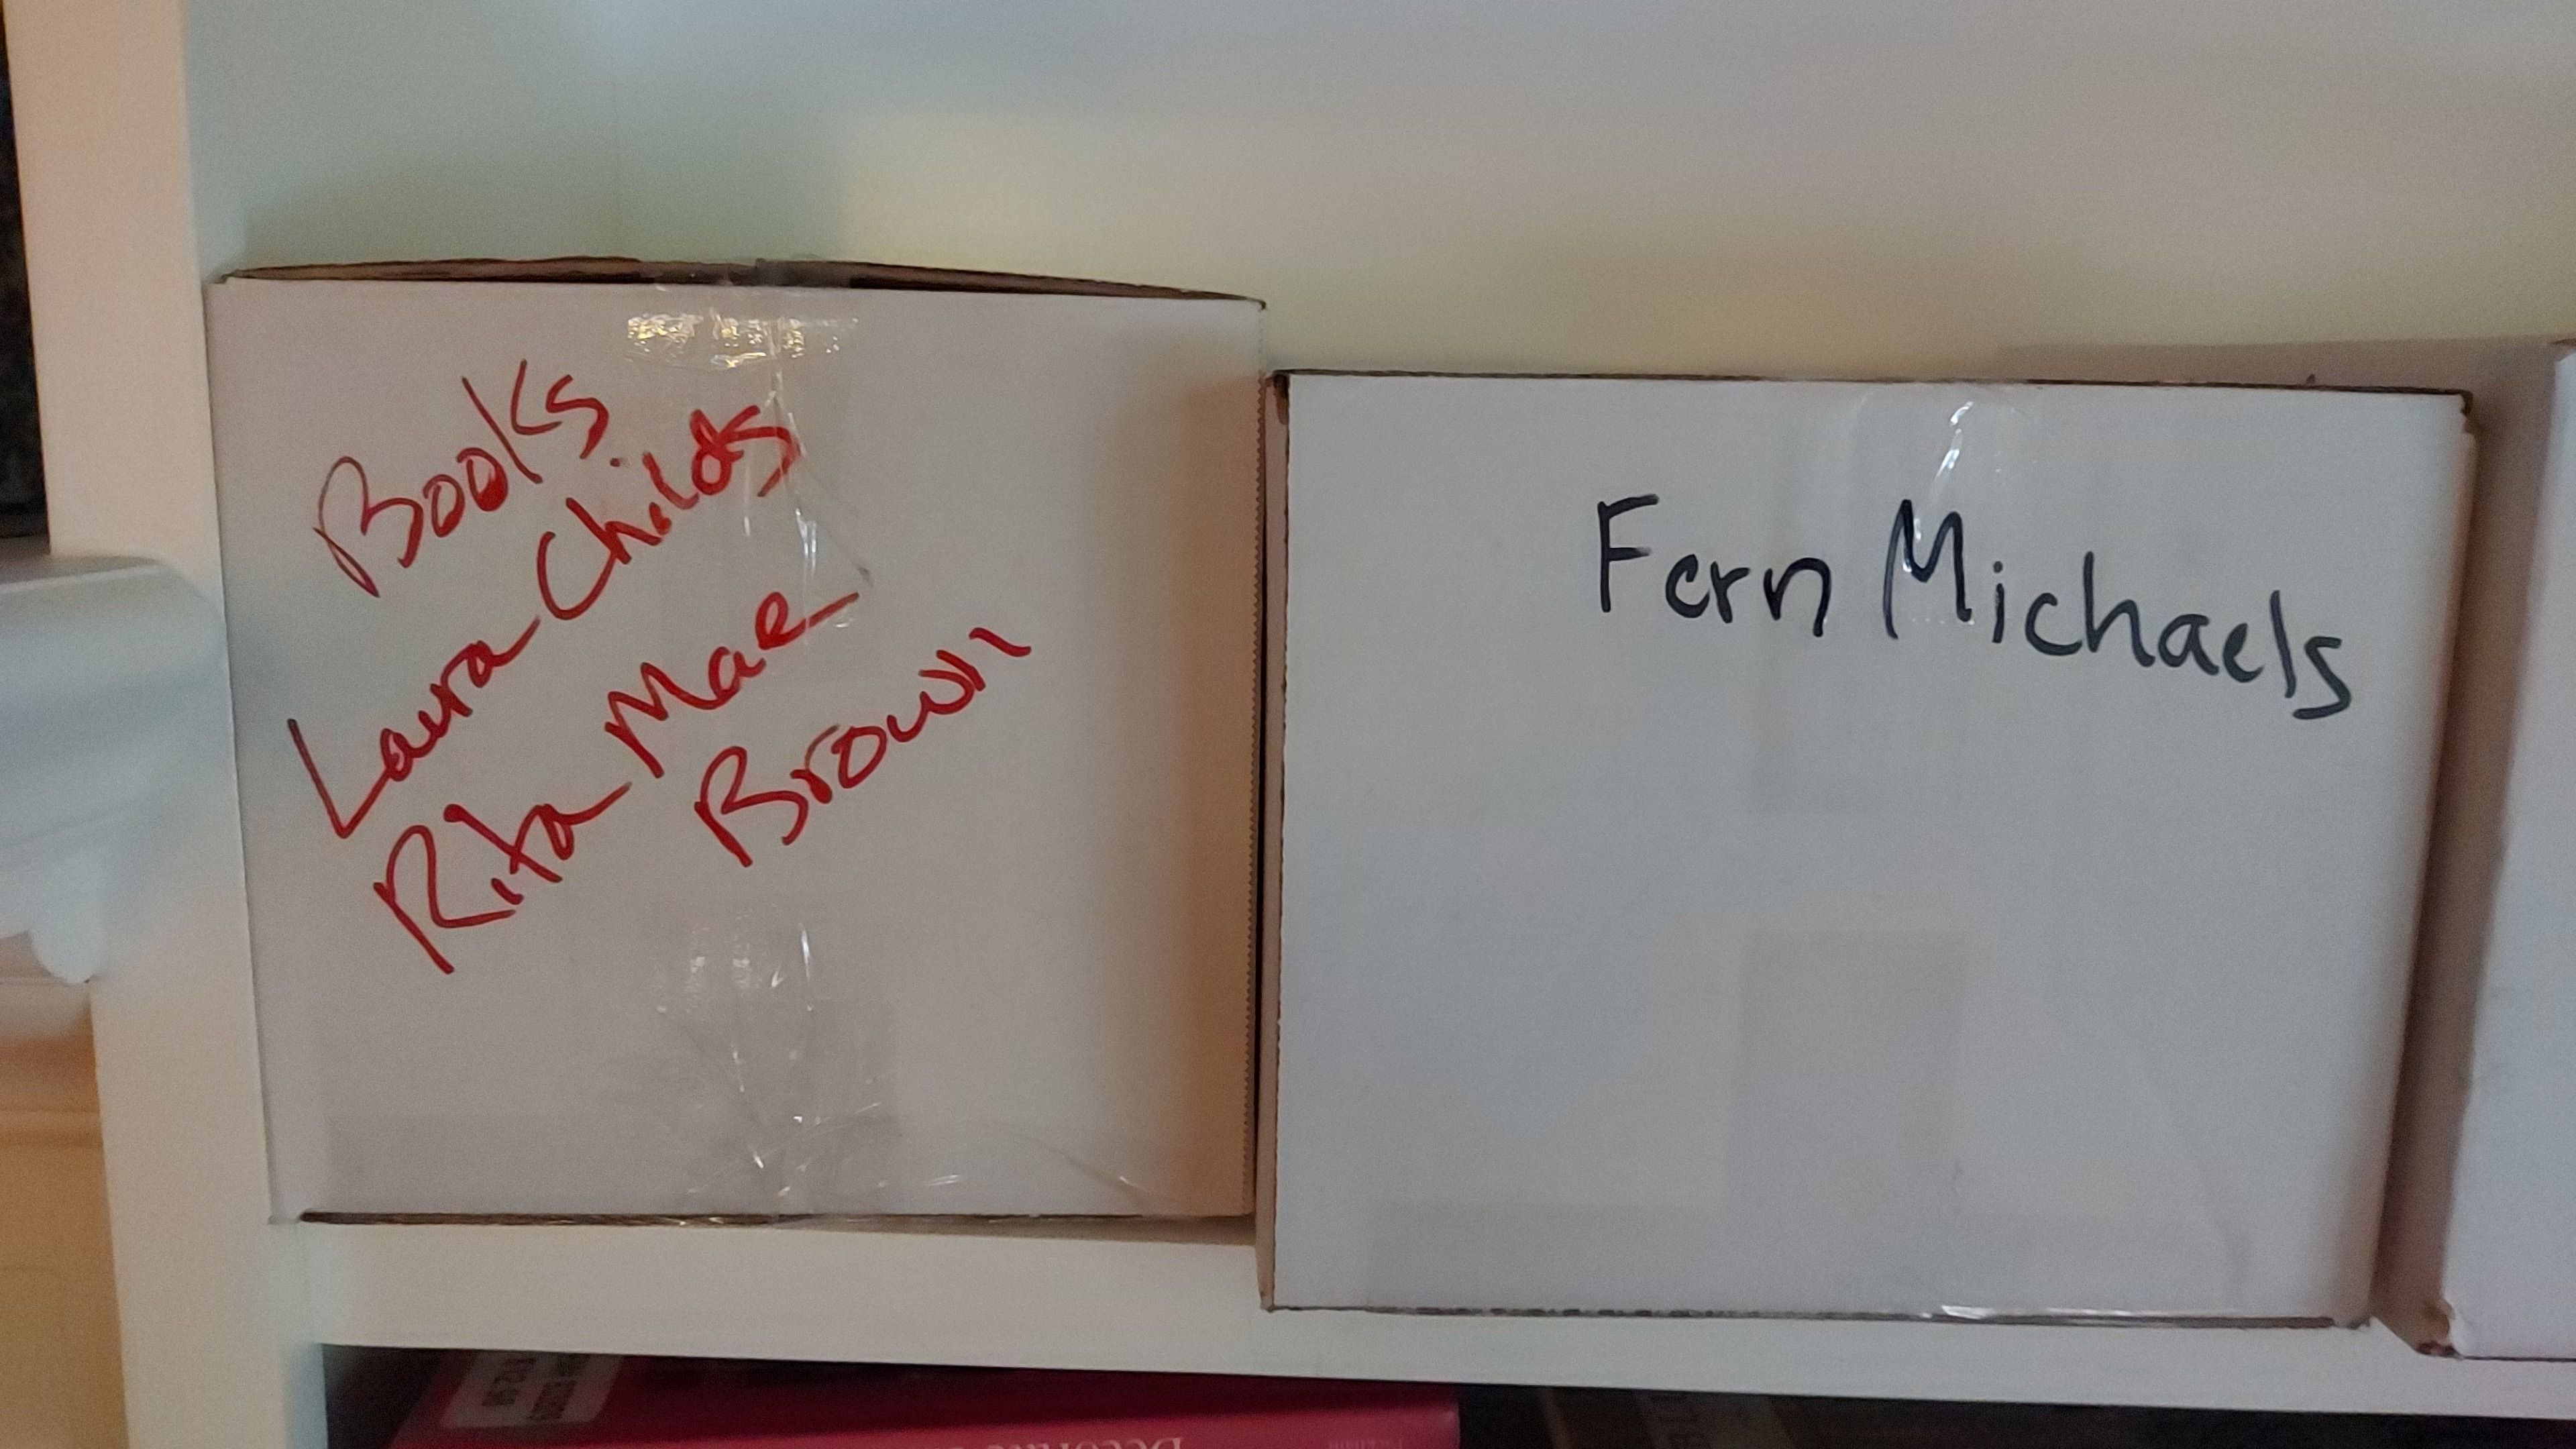 Books
Laura Childs
Rita Mae
Brown
Fern Michaels